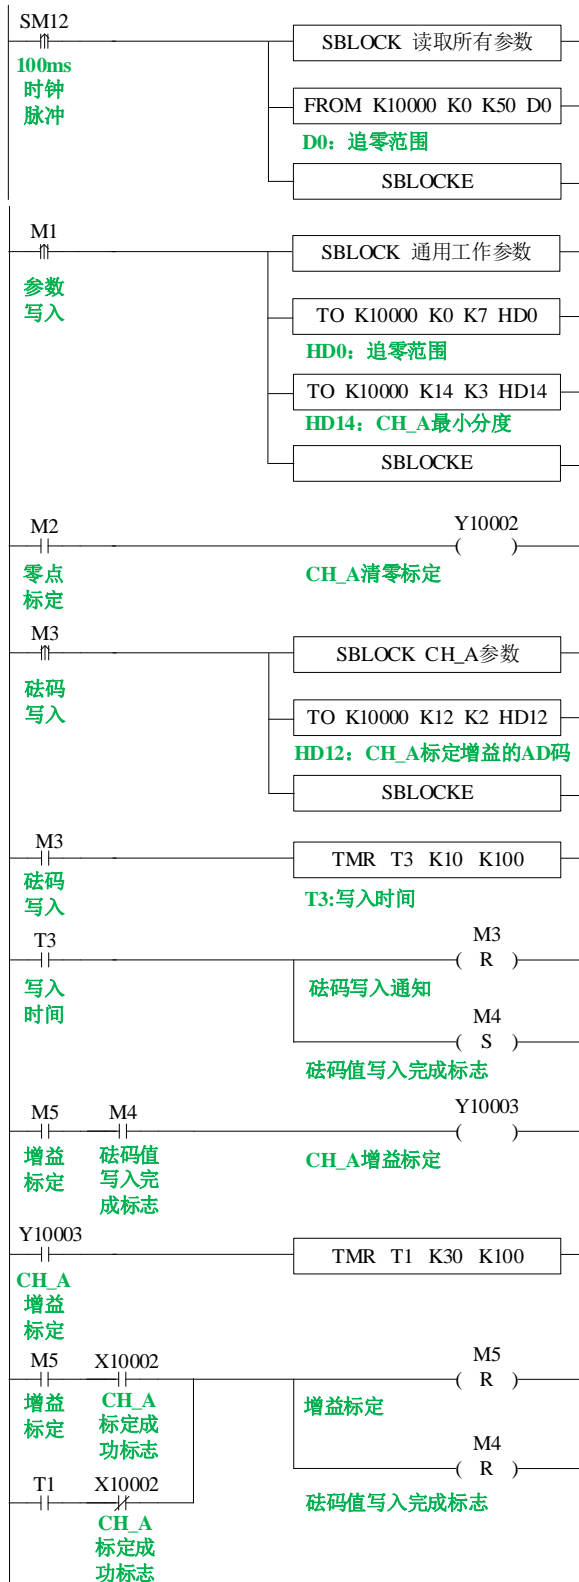 SM12
100ms
时钟
脉冲
SBLOCK 读取所有参数
FROM K10000 K0 K50 D0
D0：追零范围
SBLOCKE
M1
参数
写入
SBLOCK 通用工作参数
TO K10000 K0 K7 HD0
HD0：追零范围
TO K10000 K14 K3 HD14
HD14：CH_A最小分度
SBLOCKE
M2
零点
标定
Y10002
( )
CH_A清零标定
M3
砝码
写入
SBLOCK CH_A参数
TO K10000 K12 K2 HD12
HD12：CH_A标定增益的AD码
SBLOCKE
M3
砝码
写入
TMR T3 K10 K100
T3:写入时间
T3
写入
时间
M3
( R )
砝码写入通知
M4
( S )
砝码值写入完成标志
M5
增益
标定
M4
砝码值
写入完
成标志
Y10003
( )
CH_A增益标定
Y10003
CH_A
增益
标定
TMR T1 K30 K100
M5
增益
标定
X10002
CH_A
标定成
功标志
M5
( R )
增益标定
M4
( R )
砝码值写入完成标志
T1
X10002
CH_A
标定成
功标志